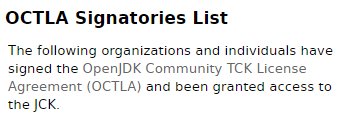 OCTLA Signatories List
The following organizations and individuals have
signed the OpenJDK Community TCK License
Agreement (OCTLA) and been granted access to
the JCK.